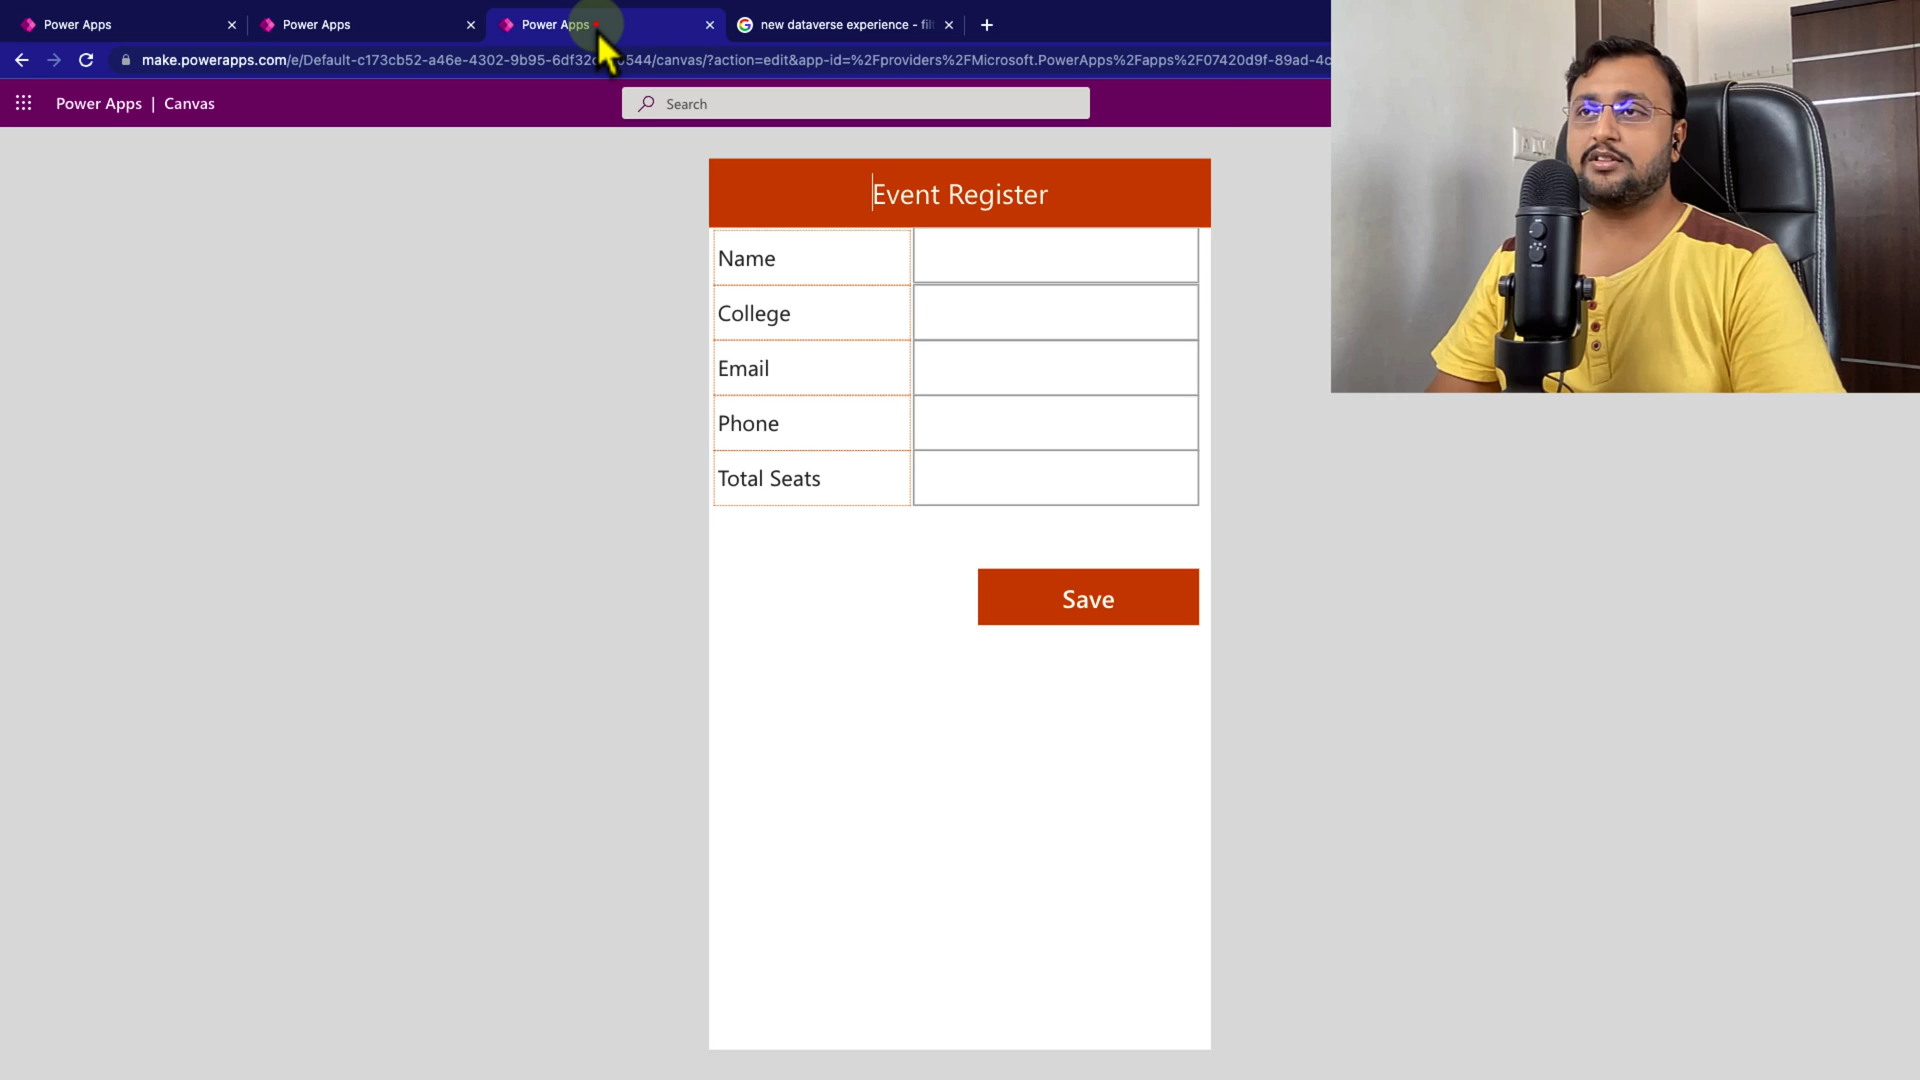 Power Apps
Power Apps
Power Apps
new dataverse experience - fil
make.powerapps.com/e/Default-c173cb52-a46e-4302-9b95-6df32
544/canvas/?action=edit&app-id=%2Fproviders%2FMicrosoft.PowerApps%2Fapps%2F07420d9f-89ad-4c
Power Apps | Canvas
Search
Event Register
Name
College
Email
Phone
Total Seats
Save